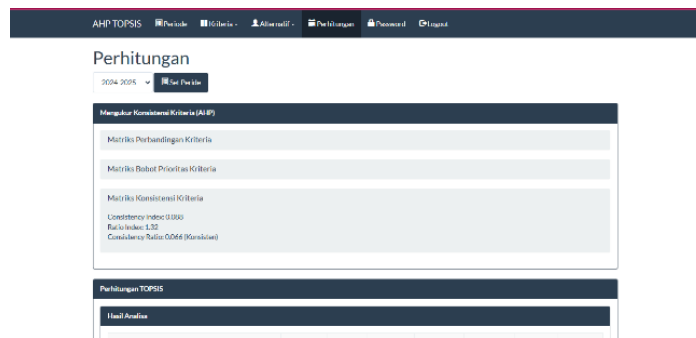 AHP TOPSIS Periode Kriteria Alternatif Perhitungan Password Logout
Perhitungan
2024-2025 Set Peride
Mengukur Konsistensi Kriteria (AHP)
Matriks Perbandingan Kriteria
Matriks Bobot Prioritas Kriteria
Matriks Konsistensi Kriteria
Consistency Index: 0.088
Ratio Index: 1.32
Consistency Ratio: 0.066 (Konsisten)
Perhitungan TOPSIS
Hasil Analisa